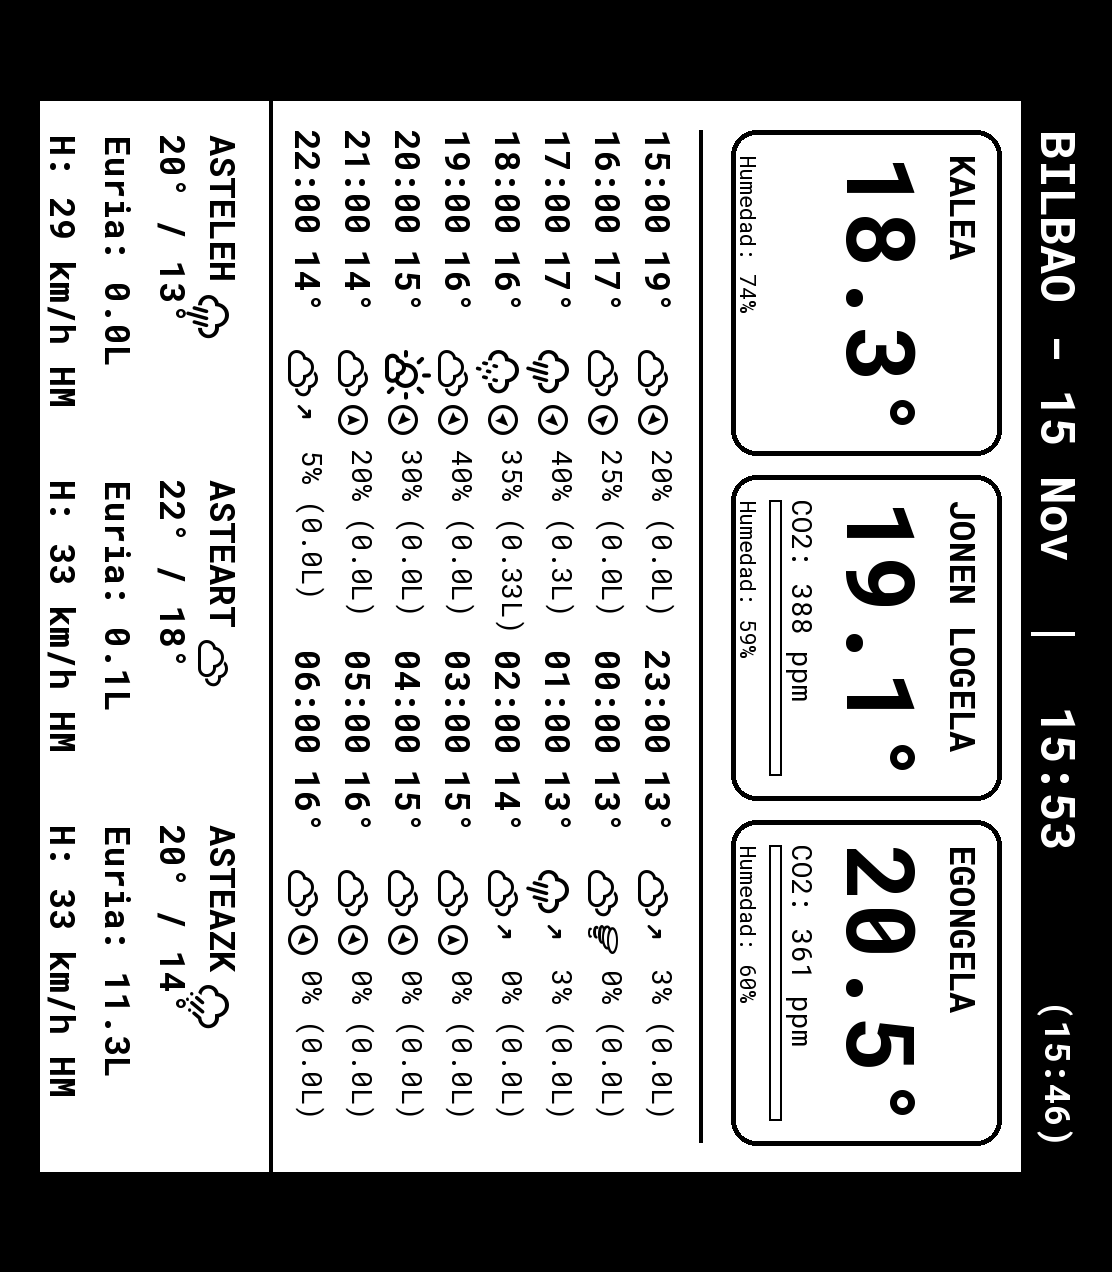 BILBAO - 15 Nov | 15:53 (15:46)
KALEA
18.3°
Humedad: 74%
JONEN LOGELA
19.1°
CO2: 388 ppm
Humedad: 59%
EGONGELA
20.5°
CO2: 361 ppm
Humedad: 60%
15:00 19° 20% (0.0L)
16:00 17° 25% (0.0L)
17:00 17° 40% (0.3L)
18:00 16° 35% (0.33L)
19:00 16° 40% (0.0L)
20:00 15° 30% (0.0L)
21:00 14° 20% (0.0L)
22:00 14° ↗ 5% (0.0L)
23:00 13° ↗ 3% (0.0L)
00:00 13° 0% (0.0L)
01:00 13° ↗ 3% (0.0L)
02:00 14° ↗ 0% (0.0L)
03:00 15° 0% (0.0L)
04:00 15° 0% (0.0L)
05:00 16° 0% (0.0L)
06:00 16° 0% (0.0L)
ASTELEH
20° / 13°
Euria: 0.0L
H: 29 km/h HM
ASTEART
22° / 18°
Euria: 0.1L
H: 33 km/h HM
ASTEAZK
20° / 14°
Euria: 11.3L
H: 33 km/h HM